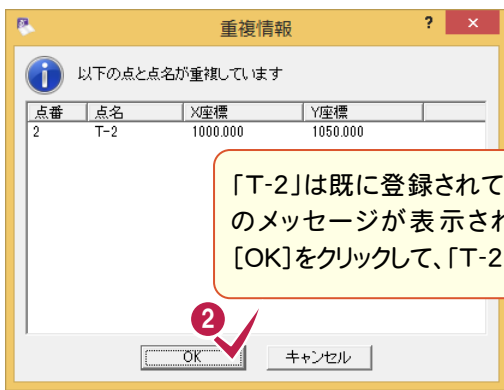 重複情報
? ×
以下の点と点名が重複しています
点番 点名 X座標 Y座標
2 T-2 1000.000 1050.000
「T-2」は既に登録されて
のメッセージが表示され
[OK]をクリックして、「T-2
2
OK キャンセル